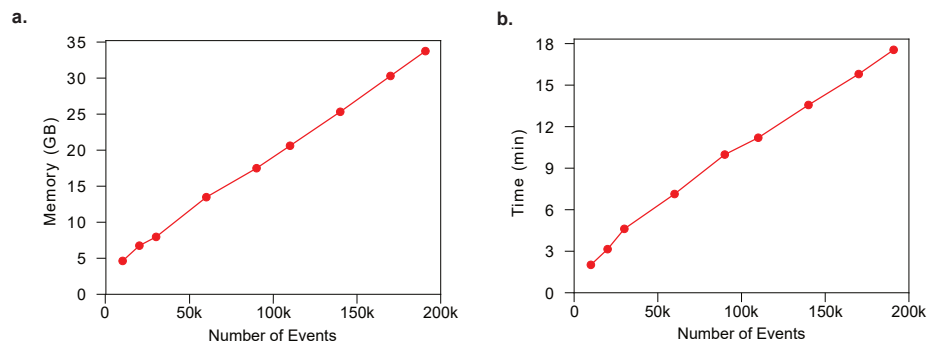 a.
35
30
25
20
15
10
5
0
Memory (GB)
0 50k 100k 150k 200k
Number of Events
b.
18
15
12
9
6
3
0
Time (min)
0 50k 100k 150k 200k
Number of Events